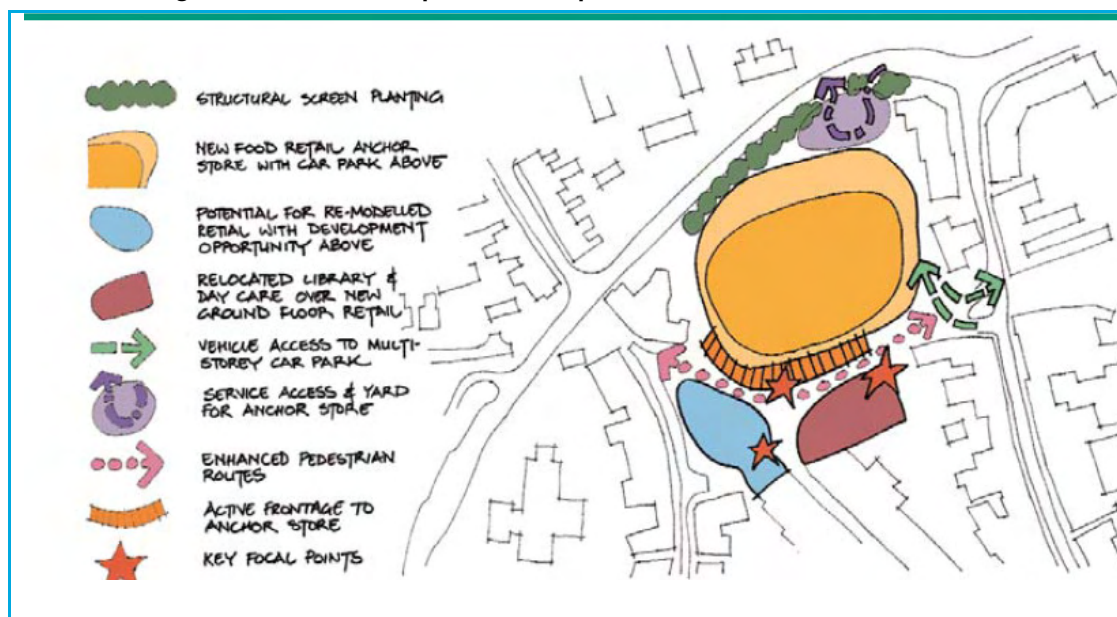 STRUCTURAL SCREEN PLANTING
NEW FOOD RETAIL ANCHOR
STORE WITH CAR PARK ABOVE
POTENTIAL FOR RE-MODELLED
RETIAL WITH DEVELOPMENT
OPPORTUNITY ABOVE
RELOCATED LIBRARY &
DAY CARE OVER NEW
GROUND FLOOR RETAIL
VEHICLE ACCESS TO MULTI-
STOREY CAR PARK
SERVICE ACCESS & YARD
FOR ANCHOR STORE
ENHANCED PEDESTRIAN
ROUTES
ACTIVE FRONTAGE TO
ANCHOR STORE
KEY FOCAL POINTS